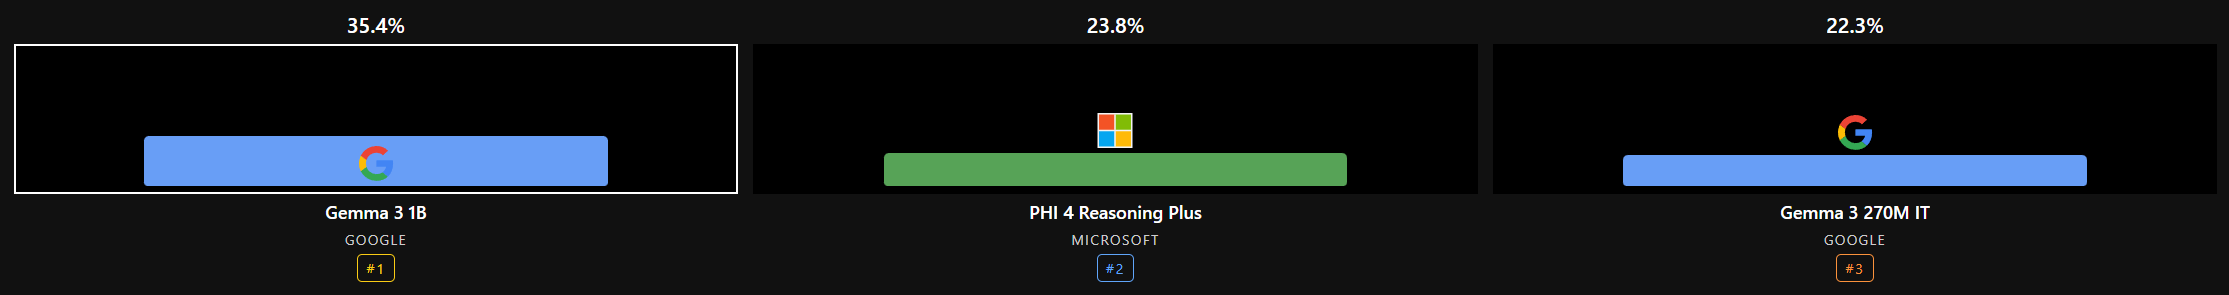 35.4%
23.8%
22.3%
Gemma 3 1B
PHI 4 Reasoning Plus
Gemma 3 270M IT
GOOGLE
MICROSOFT
GOOGLE
#1
#2
#3